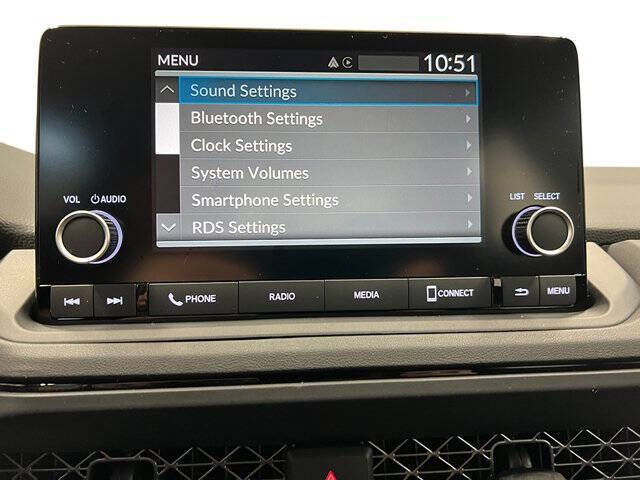 MENU 10:51
Sound Settings
Bluetooth Settings
Clock Settings
System Volumes
Smartphone Settings
RDS Settings
VOL AUDIO LIST SELECT
PHONE RADIO MEDIA CONNECT MENU